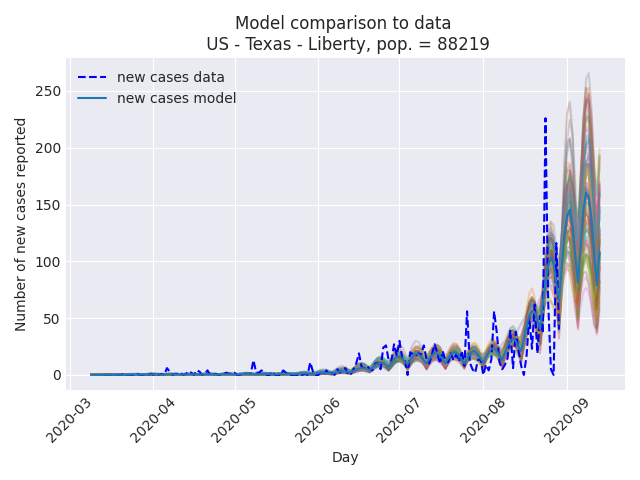 Model comparison to data
US - Texas - Liberty, pop. = 88219
new cases data
new cases model
Number of new cases reported
250
200
150
100
50
0
2020-03
2020-04
2020-05
2020-06
2020-07
2020-08
2020-09
Day